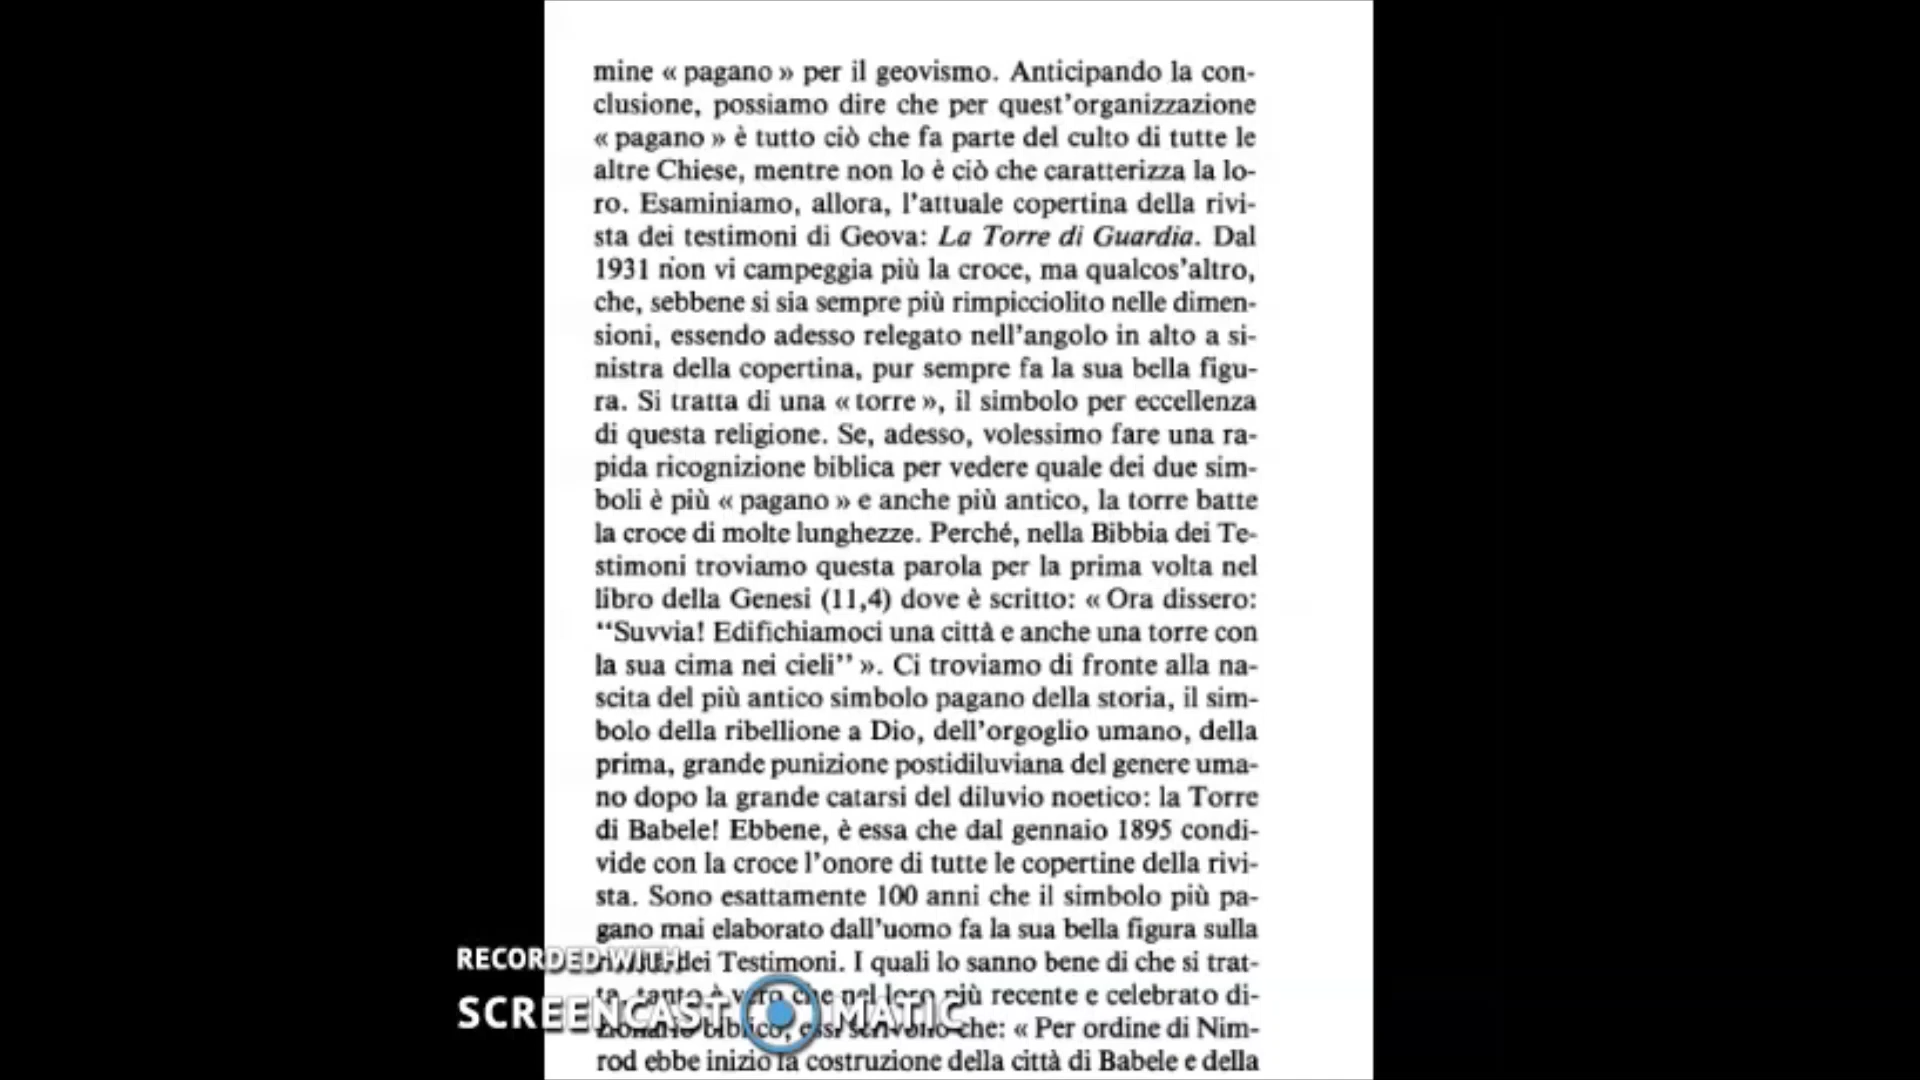 mine « pagano » per il geovismo. Anticipando la con-
clusione, possiamo dire che per quest'organizzazione
« pagano » è tutto ciò che fa parte del culto di tutte le
altre Chiese, mentre non lo è ciò che caratterizza la lo-
ro. Esaminiamo, allora, l'attuale copertina della rivi-
sta dei testimoni di Geova: La Torre di Guardia. Dal
1931 non vi campeggia più la croce, ma qualcos'altro,
che, sebbene si sia sempre più rimpicciolito nelle dimen-
sioni, essendo adesso relegato nell'angolo in alto a si-
nistra della copertina, pur sempre fa la sua bella figu-
ra. Si tratta di una « torre », il simbolo per eccellenza
di questa religione. Se, adesso, volessimo fare una ra-
pida ricognizione biblica per vedere quale dei due sim-
boli è più « pagano » e anche più antico, la torre batte
la croce di molte lunghezze. Perché, nella Bibbia dei Te-
stimoni troviamo questa parola per la prima volta nel
libro della Genesi (11,4) dove è scritto: « Ora dissero:
“Suvvia! Edifichiamoci una città e anche una torre con
la sua cima nei cieli” ». Ci troviamo di fronte alla na-
scita del più antico simbolo pagano della storia, il sim-
bolo della ribellione a Dio, dell'orgoglio umano, della
prima, grande punizione postidiluviana del genere uma-
no dopo la grande catarsi del diluvio noetico: la Torre
di Babele! Ebbene, è essa che dal gennaio 1895 condi-
vide con la croce l'onore di tutte le copertine della rivi-
sta. Sono esattamente 100 anni che il simbolo più pa-
gano mai elaborato dall'uomo fa la sua bella figura sulla
dei Testimoni. I quali lo sanno bene di che si trat-
ta, tanto è vero che nel loro più recente e celebrato di-
zionario biblico, essi scrivono che: « Per ordine di Nim-
rod ebbe inizio la costruzione della città di Babele e della
RECORDED WITH
SCREENCAST MATIC